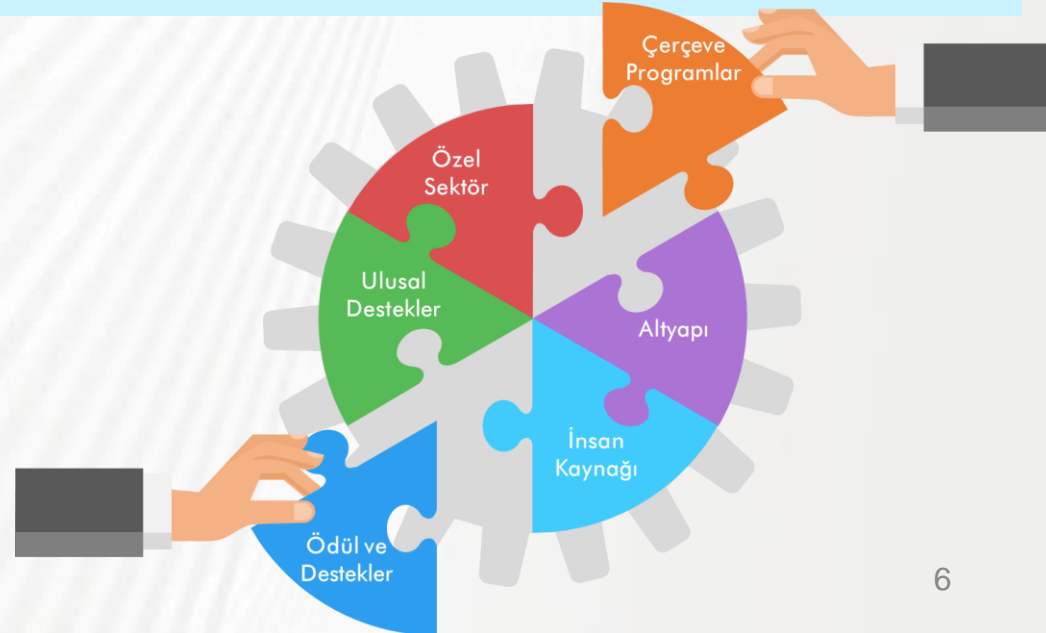 Çerçeve
Programlar
Özel
Sektör
Ulusal
Destekler
Altyapı
İnsan
Kaynağı
Ödül ve
Destekler
6